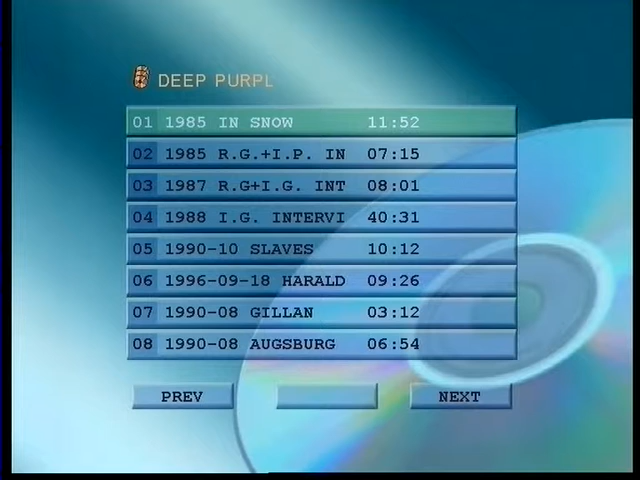 DEEP PURPL
01 1985 IN SNOW 11:52
02 1985 R.G.+I.P. IN 07:15
03 1987 R.G+I.G. INT 08:01
04 1988 I.G. INTERVI 40:31
05 1990-10 SLAVES 10:12
06 1996-09-18 HARALD 09:26
07 1990-08 GILLAN 03:12
08 1990-08 AUGSBURG 06:54
PREV NEXT